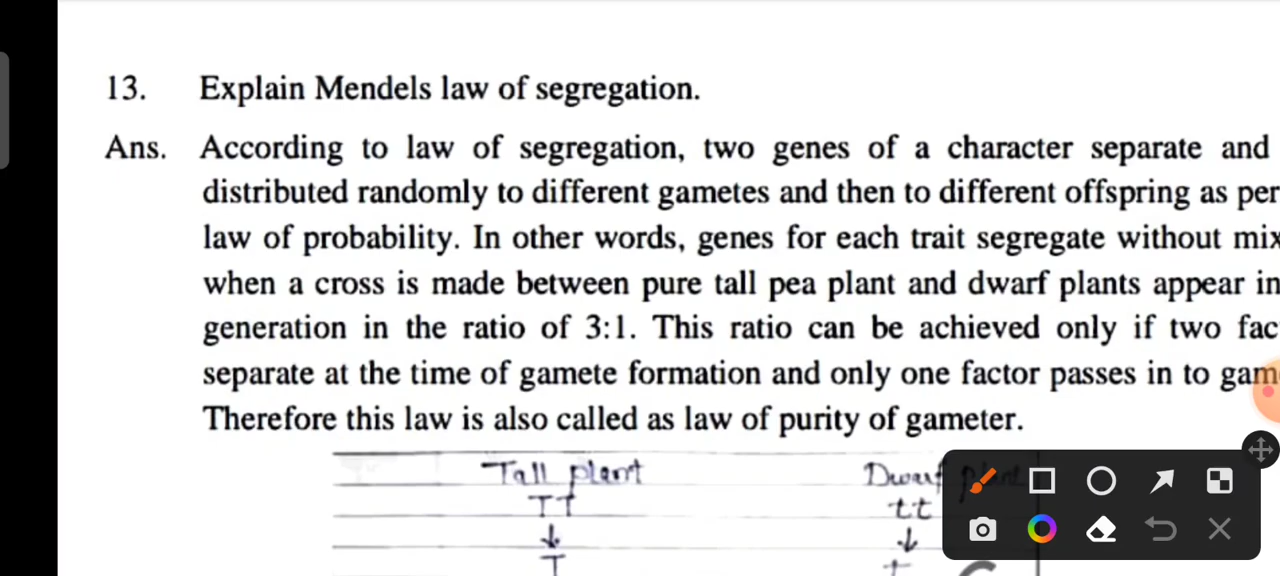 13. Explain Mendels law of segregation.
Ans. According to law of segregation, two genes of a character separate and
distributed randomly to different gametes and then to different offspring as per
law of probability. In other words, genes for each trait segregate without mix
when a cross is made between pure tall pea plant and dwarf plants appear in
generation in the ratio of 3:1. This ratio can be achieved only if two fac
separate at the time of gamete formation and only one factor passes in to gam
Therefore this law is also called as law of purity of gameter.
Tall plant Dwarf plant
TT tt
↓ ↓
T t